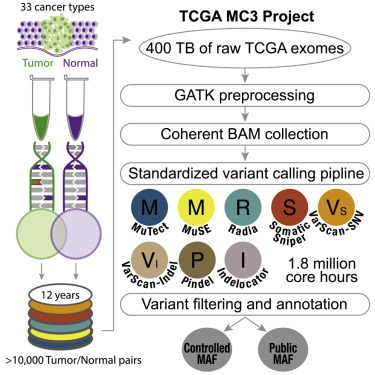 33 cancer types
Tumor
Normal
12 years
>10,000 Tumor/Normal pairs
TCGA MC3 Project
400 TB of raw TCGA exomes
GATK preprocessing
Coherent BAM collection
Standardized variant calling pipline
M
M
R
S
Vs
MuTect
MuSE
Radia
Somatic
Sniper
VarScan-SNV
VI
P
I
VarScan-Indel
Pindel
Indelocator
1.8 million
core hours
Variant filtering and annotation
Controlled
MAF
Public
MAF